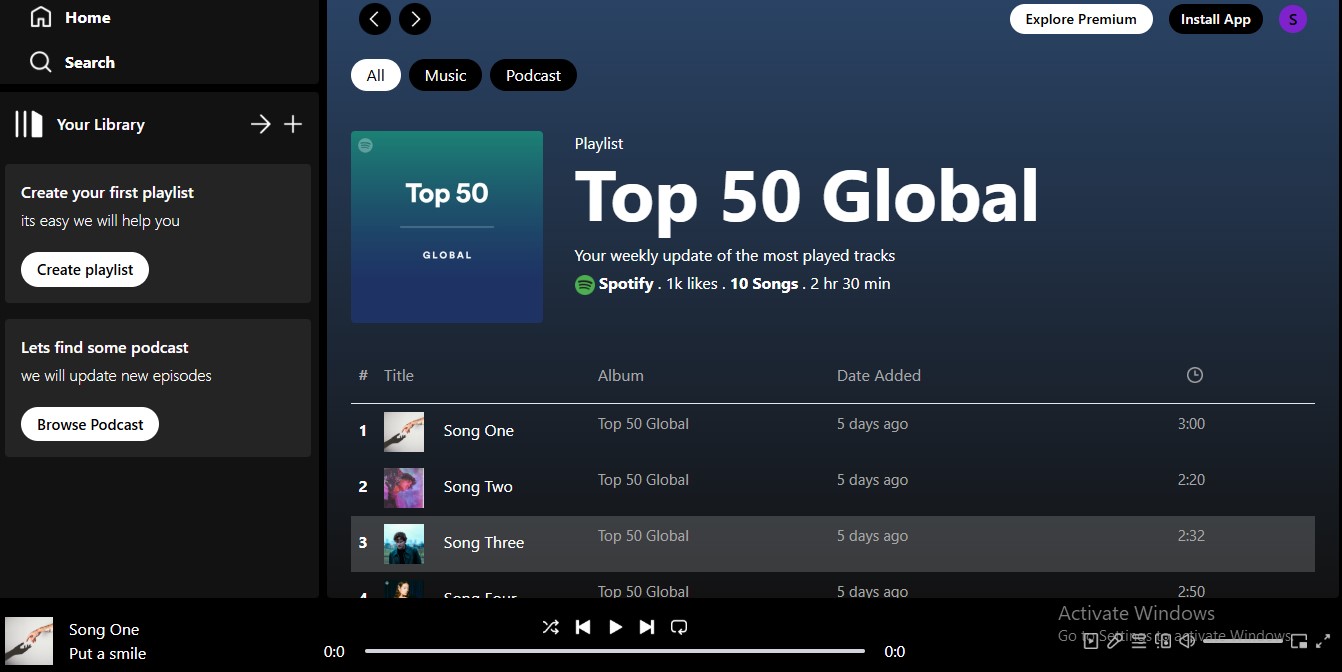 Home
Search
Your Library
Create your first playlist
its easy we will help you
Create playlist
Lets find some podcast
we will update new episodes
Browse Podcast
Explore Premium
Install App
S
All
Music
Podcast
Top 50
GLOBAL
Playlist
Top 50 Global
Your weekly update of the most played tracks
Spotify . 1k likes . 10 Songs . 2 hr 30 min
# Title Album Date Added
1 Song One Top 50 Global 5 days ago 3:00
2 Song Two Top 50 Global 5 days ago 2:20
3 Song Three Top 50 Global 5 days ago 2:32
4 Song Four Top 50 Global 5 days ago 2:50
Song One
Put a smile
0:0
0:0
Activate Windows
Go to Settings to activate Windows.